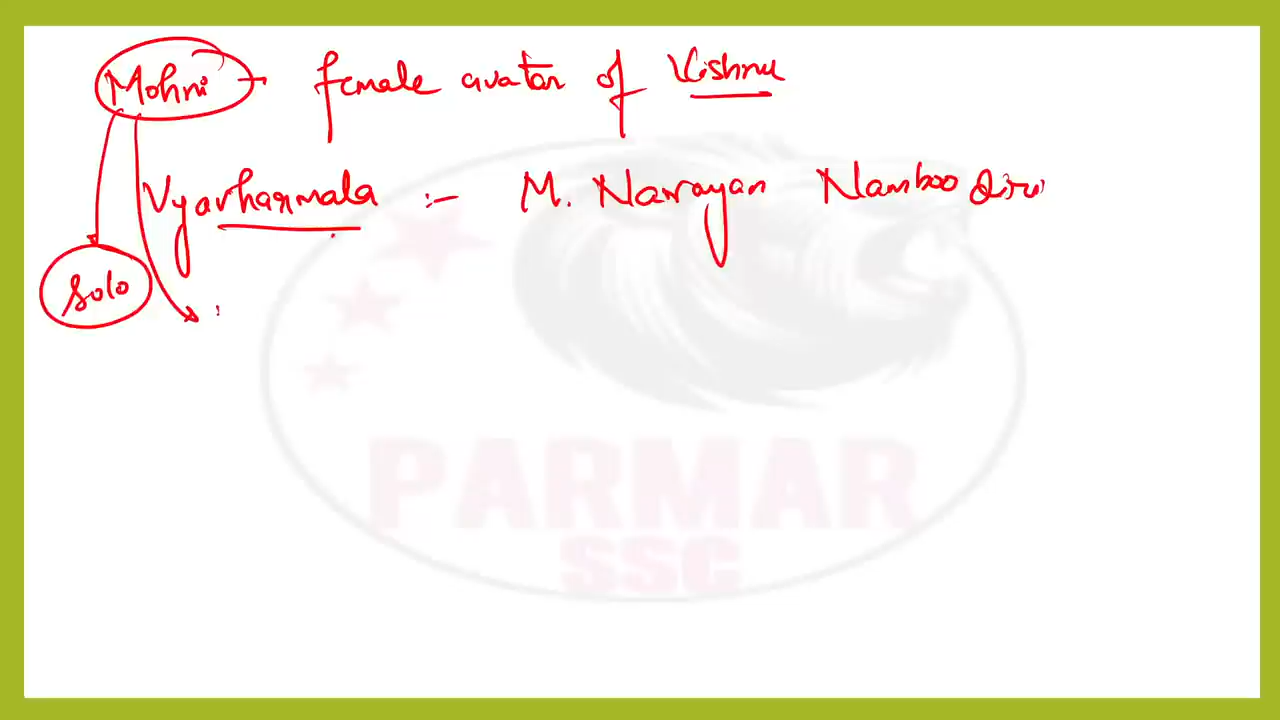 Mohni - female avatar of Vishnu
Vyavharmala :- M. Narayan Namboodiri
Solo
PARMAR
SSC